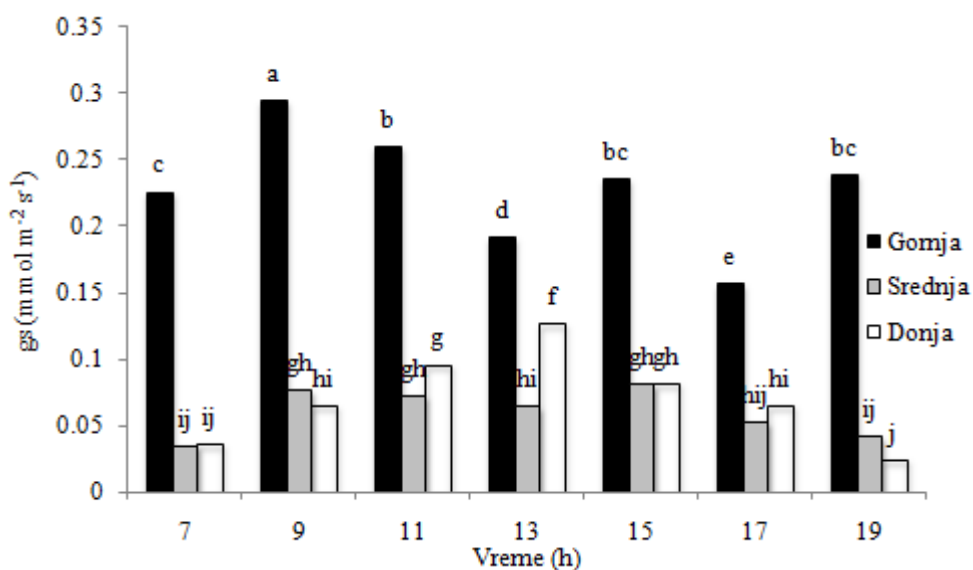 0.35
0.3
0.25
0.2
0.15
0.1
0.05
0
gs (mmol m⁻² s⁻¹)
c
ij
ij
a
gh
hi
b
gh
g
d
hi
f
bc
gh
gh
e
hij
hi
bc
ij
j
7
9
11
13
15
17
19
Vreme (h)
Gornja
Srednja
Donja